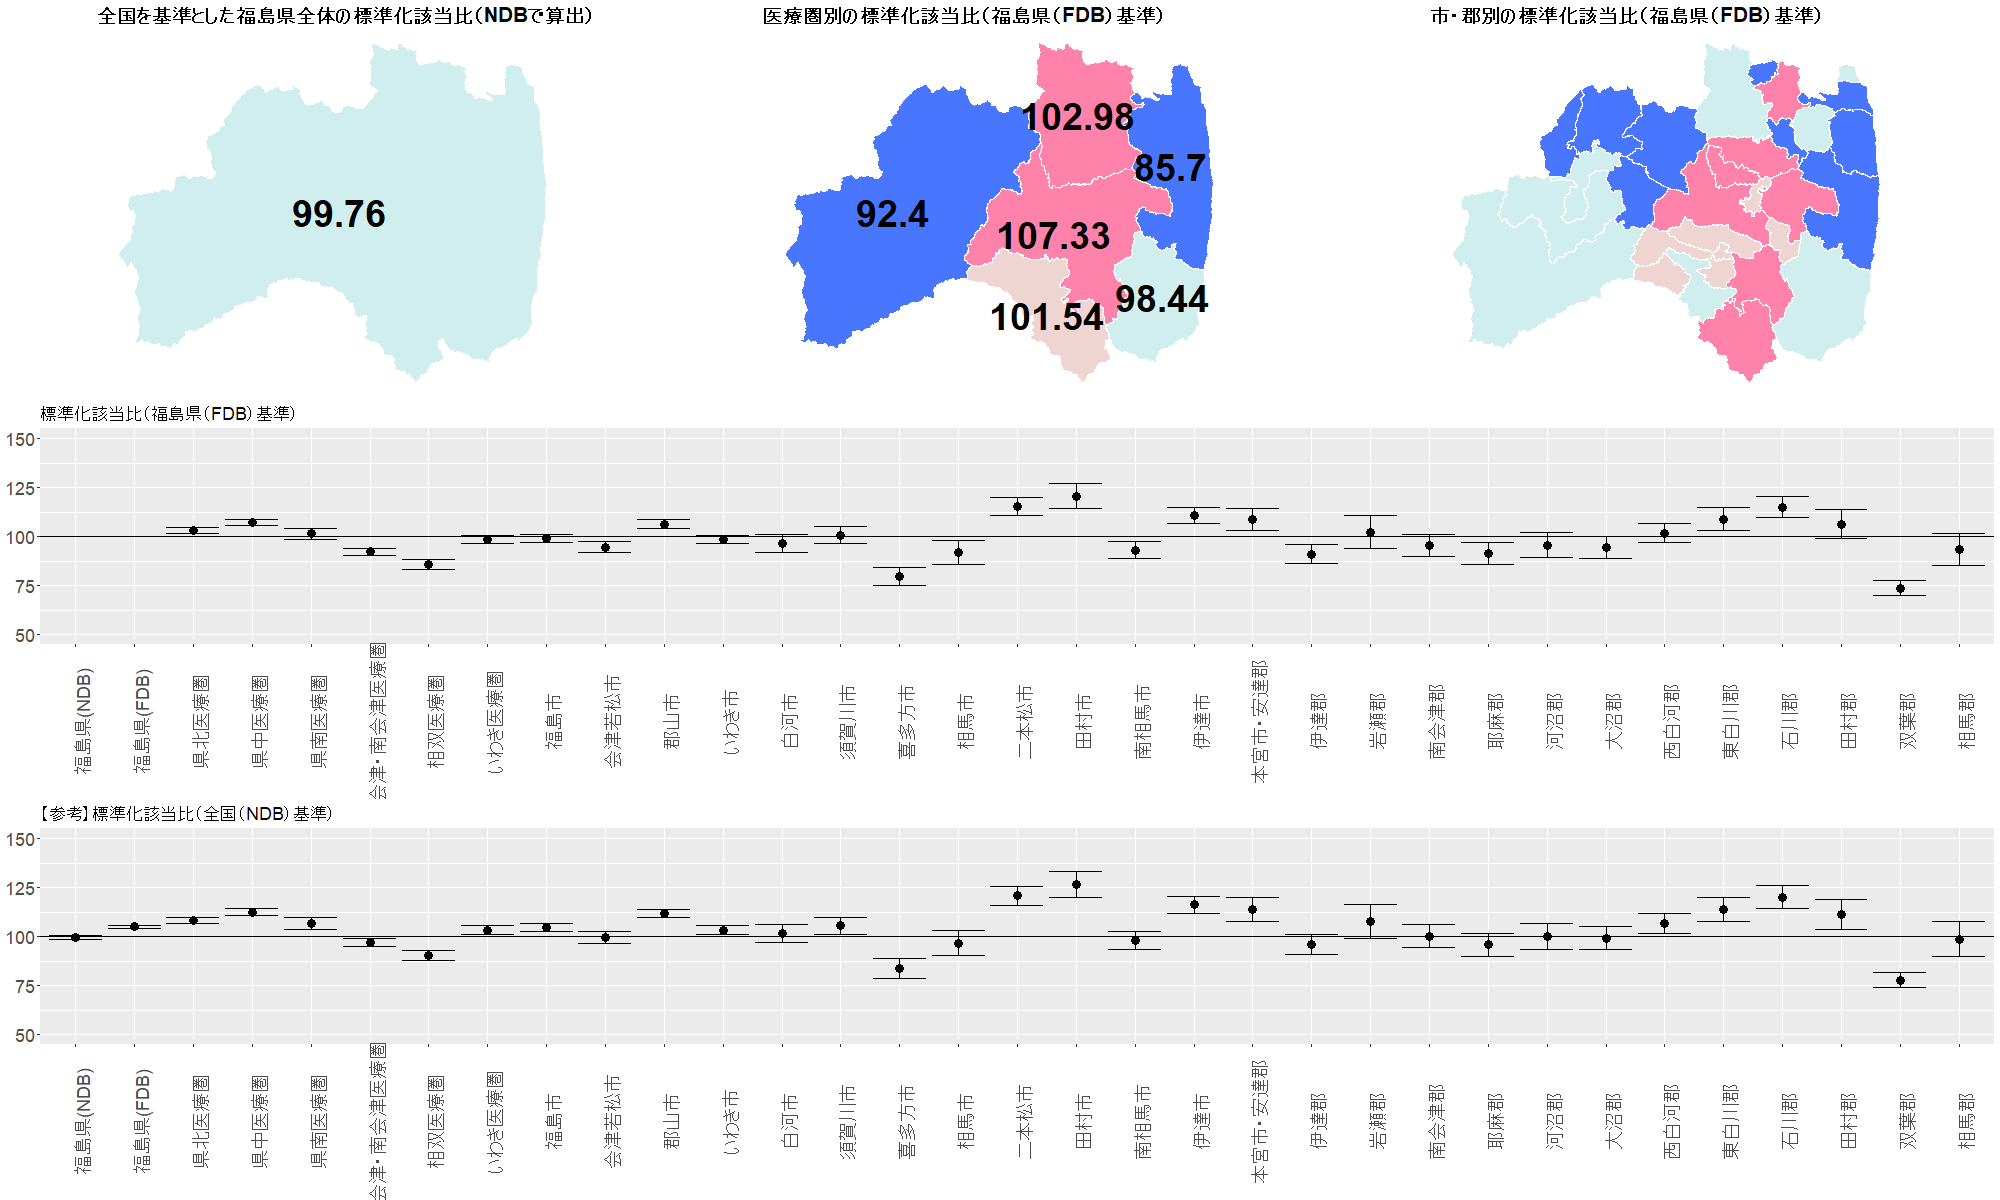 全国を基準とした福島県全体の標準化該当比（NDBで算出）
医療圏別の標準化該当比（福島県（FDB）基準）
市・郡別の標準化該当比（福島県（FDB）基準）
99.76
102.98
85.7
92.4
107.33
98.44
101.54
標準化該当比（福島県（FDB）基準）
150
125
100
75
50
福島県(NDB)
福島県(FDB)
県北医療圏
県中医療圏
県南医療圏
会津・南会津医療圏
相双医療圏
いわき医療圏
福島市
会津若松市
郡山市
いわき市
白河市
須賀川市
喜多方市
相馬市
二本松市
田村市
南相馬市
伊達市
本宮市・安達郡
伊達郡
岩瀬郡
南会津郡
耶麻郡
河沼郡
大沼郡
西白河郡
東白川郡
石川郡
田村郡
双葉郡
相馬郡
【参考】標準化該当比（全国（NDB）基準）
150
125
100
75
50
福島県(NDB)
福島県(FDB)
県北医療圏
県中医療圏
県南医療圏
会津・南会津医療圏
相双医療圏
いわき医療圏
福島市
会津若松市
郡山市
いわき市
白河市
須賀川市
喜多方市
相馬市
二本松市
田村市
南相馬市
伊達市
本宮市・安達郡
伊達郡
岩瀬郡
南会津郡
耶麻郡
河沼郡
大沼郡
西白河郡
東白川郡
石川郡
田村郡
双葉郡
相馬郡